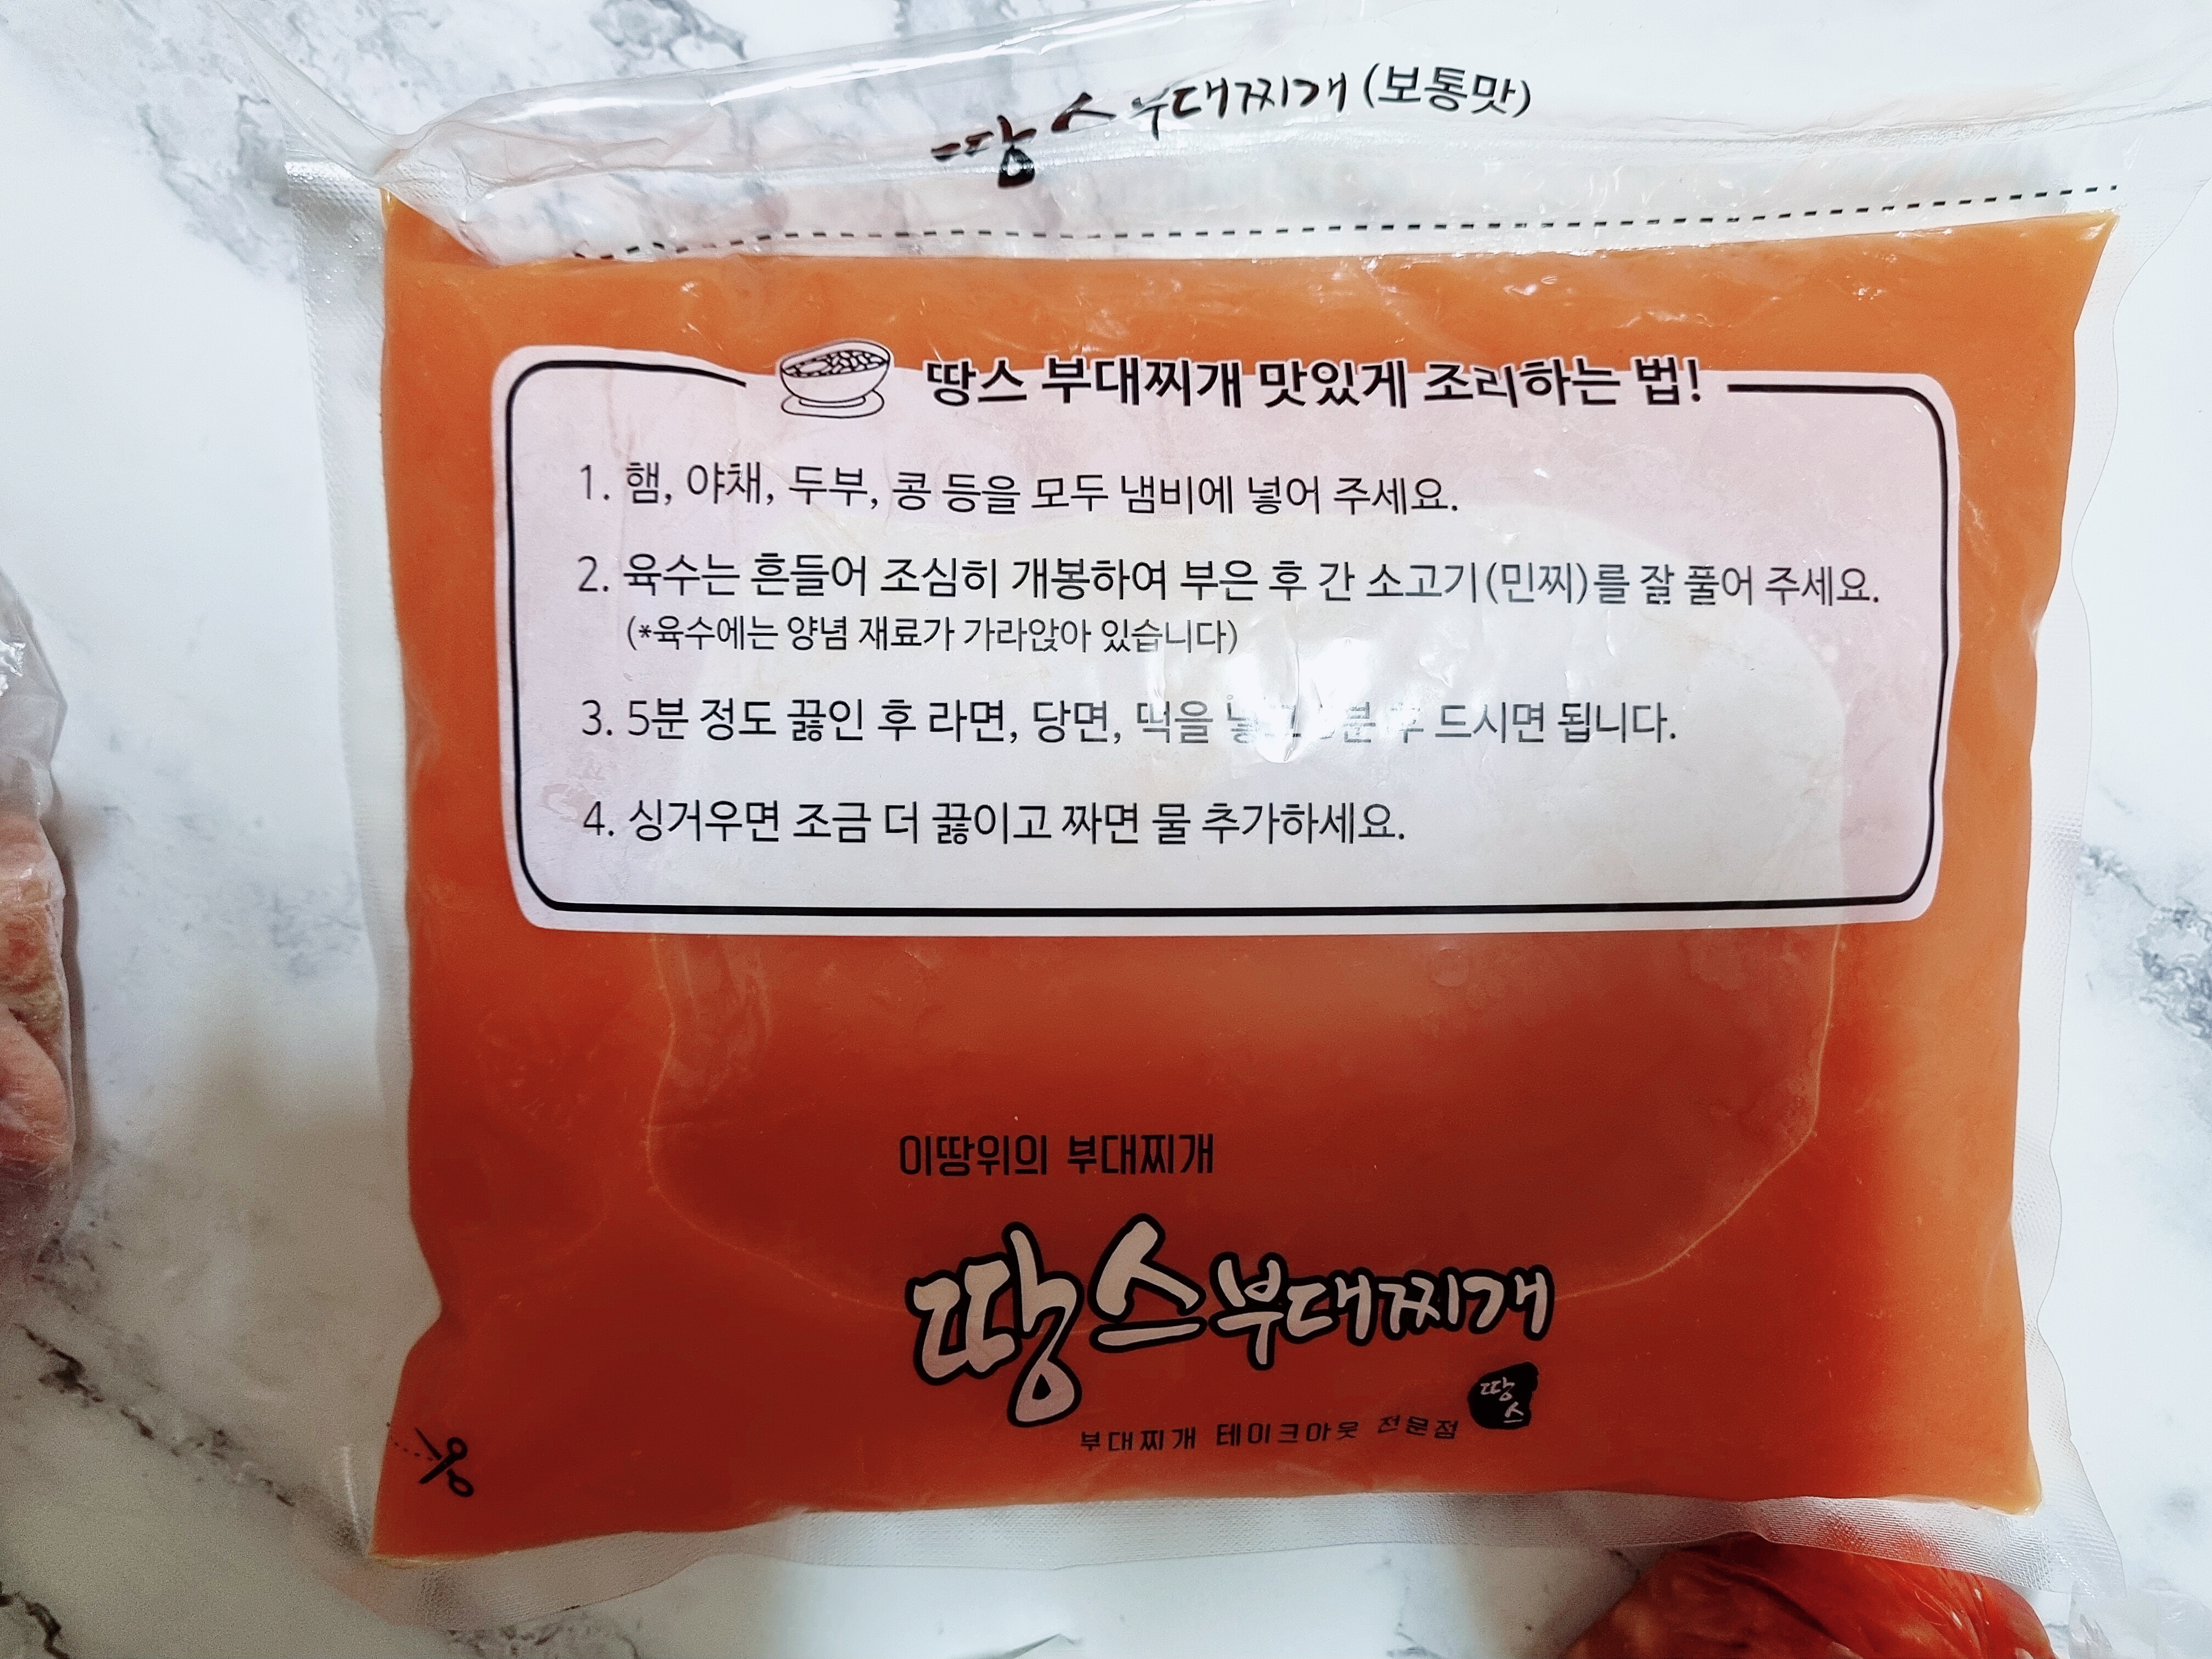 땅스부대찌개 (보통맛)
땅스 부대찌개 맛있게 조리하는 법!
1. 햄, 야채, 두부, 콩 등을 모두 냄비에 넣어 주세요.
2. 육수는 흔들어 조심히 개봉하여 부은 후 간 소고기(민찌)를 잘 풀어 주세요.
(*육수에는 양념 재료가 가라앉아 있습니다)
3. 5분 정도 끓인 후 라면, 당면, 떡을 후 드시면 됩니다.
4. 싱거우면 조금 더 끓이고 짜면 물 추가하세요.
이땅위의 부대찌개
땅스부대찌개
땅스
부대찌개 테이크아웃 전문점